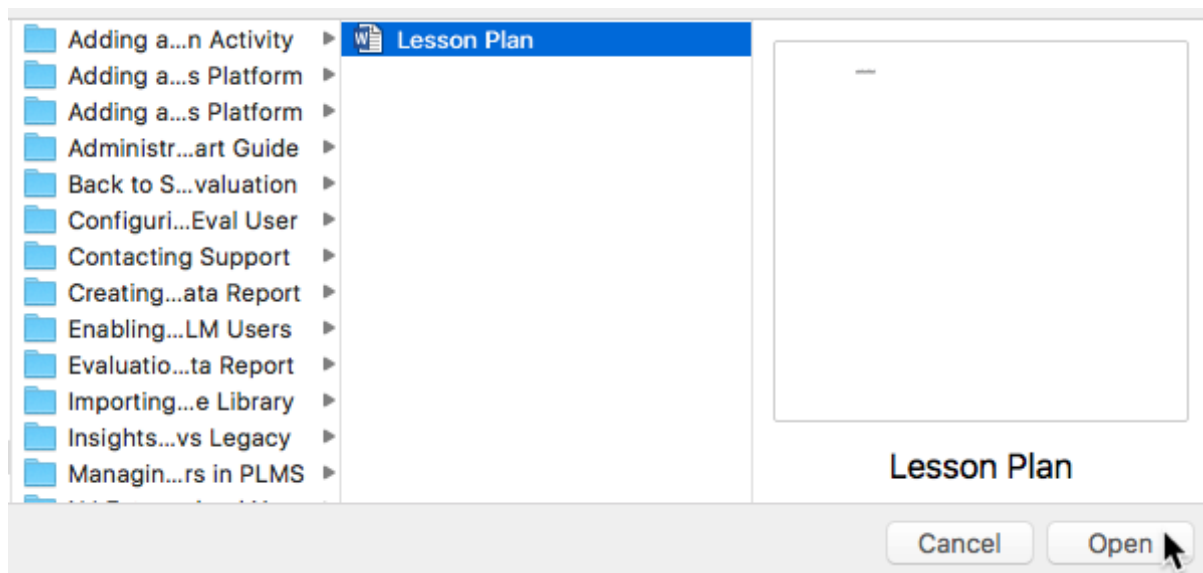 Adding a...n Activity
Adding a...s Platform
Adding a...s Platform
Administr...art Guide
Back to S...valuation
Configuri...Eval User
Contacting Support
Creating...ata Report
Enabling...LM Users
Evaluatio...ta Report
Importing...e Library
Insights...vs Legacy
Managin...rs in PLMS
Lesson Plan
Lesson Plan
Cancel
Open